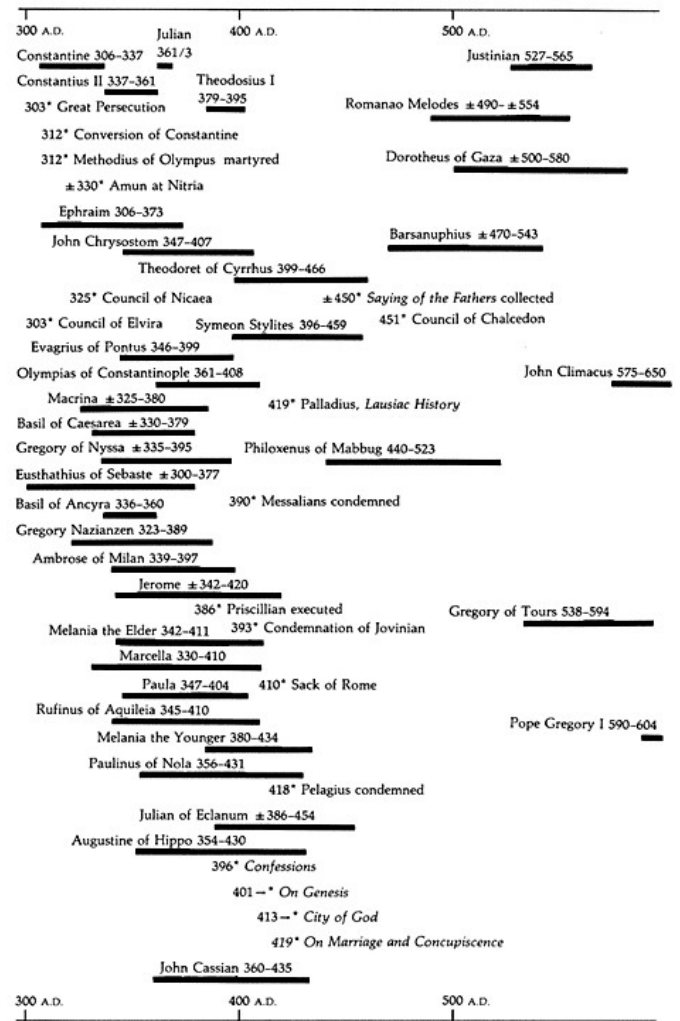 300 A.D. 400 A.D. 500 A.D.
Julian
Constantine 306–337 361/3 Justinian 527–565
Constantius II 337–361 Theodosius I
379–395
303* Great Persecution Romanao Melodes ±490–±554
312* Conversion of Constantine
312* Methodius of Olympus martyred Dorotheus of Gaza ±500–580
±330* Amun at Nitria
Ephraim 306–373
John Chrysostom 347–407 Barsanuphius ±470–543
Theodoret of Cyrrhus 399–466
325* Council of Nicaea ±450* Saying of the Fathers collected
303* Council of Elvira Symeon Stylites 396–459 451* Council of Chalcedon
Evagrius of Pontus 346–399
Olympias of Constantinople 361–408 John Climacus 575–650
Macrina ±325–380 419* Palladius, Lausiac History
Basil of Caesarea ±330–379
Gregory of Nyssa ±335–395 Philoxenus of Mabbug 440–523
Eusthathius of Sebaste ±300–377
Basil of Ancyra 336–360 390* Messalians condemned
Gregory Nazianzen 323–389
Ambrose of Milan 339–397
Jerome ±342–420
386* Priscillian executed Gregory of Tours 538–594
Melania the Elder 342–411 393* Condemnation of Jovinian
Marcella 330–410
Paula 347–404 410* Sack of Rome
Rufinus of Aquileia 345–410
Pope Gregory I 590–604
Melania the Younger 380–434
Paulinus of Nola 356–431
418* Pelagius condemned
Julian of Eclanum ±386–454
Augustine of Hippo 354–430
396* Confessions
401–* On Genesis
413–* City of God
419* On Marriage and Concupiscence
John Cassian 360–435
300 A.D. 400 A.D. 500 A.D.